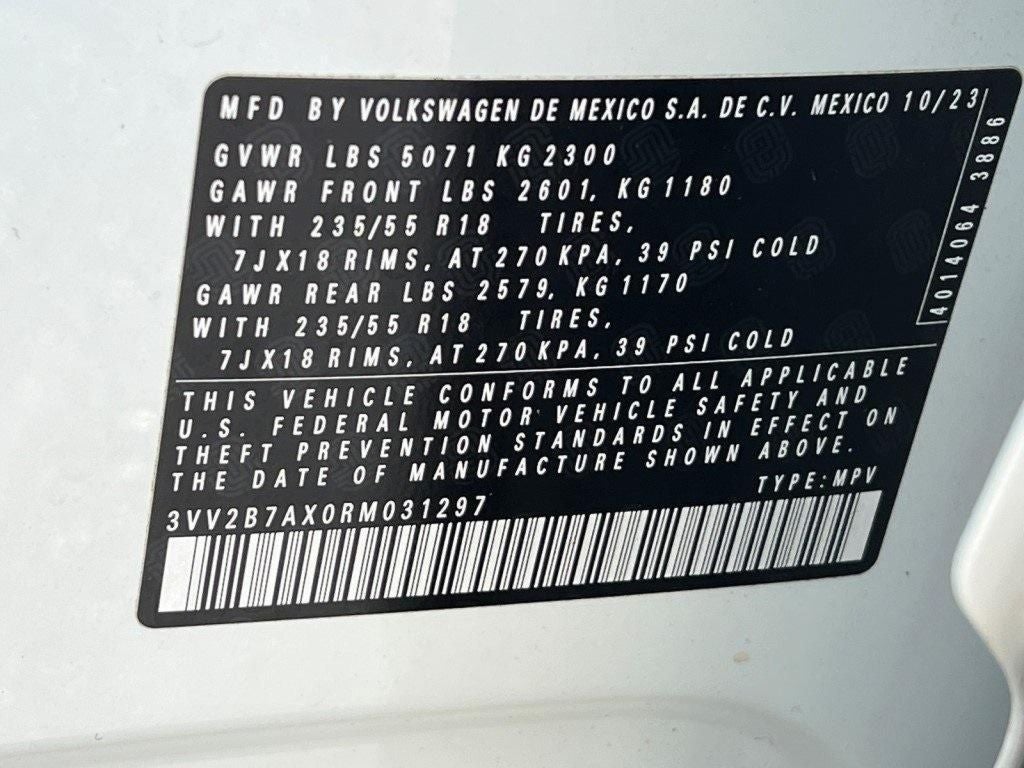 MFD BY VOLKSWAGEN DE MEXICO S.A. DE C.V. MEXICO 10/23
GVWR LBS 5071 KG 2300
GAWR FRONT LBS 2601, KG 1180
WITH 235/55 R18 TIRES,
7JX18 RIMS, AT 270 KPA, 39 PSI COLD
GAWR REAR LBS 2579, KG 1170
WITH 235/55 R18 TIRES,
7JX18 RIMS, AT 270 KPA, 39 PSI COLD
4014064 3886
THIS VEHICLE CONFORMS TO ALL APPLICABLE
U.S. FEDERAL MOTOR VEHICLE SAFETY AND
THEFT PREVENTION STANDARDS IN EFFECT ON
THE DATE OF MANUFACTURE SHOWN ABOVE.
TYPE: MPV
3VV2B7AX0RM031297